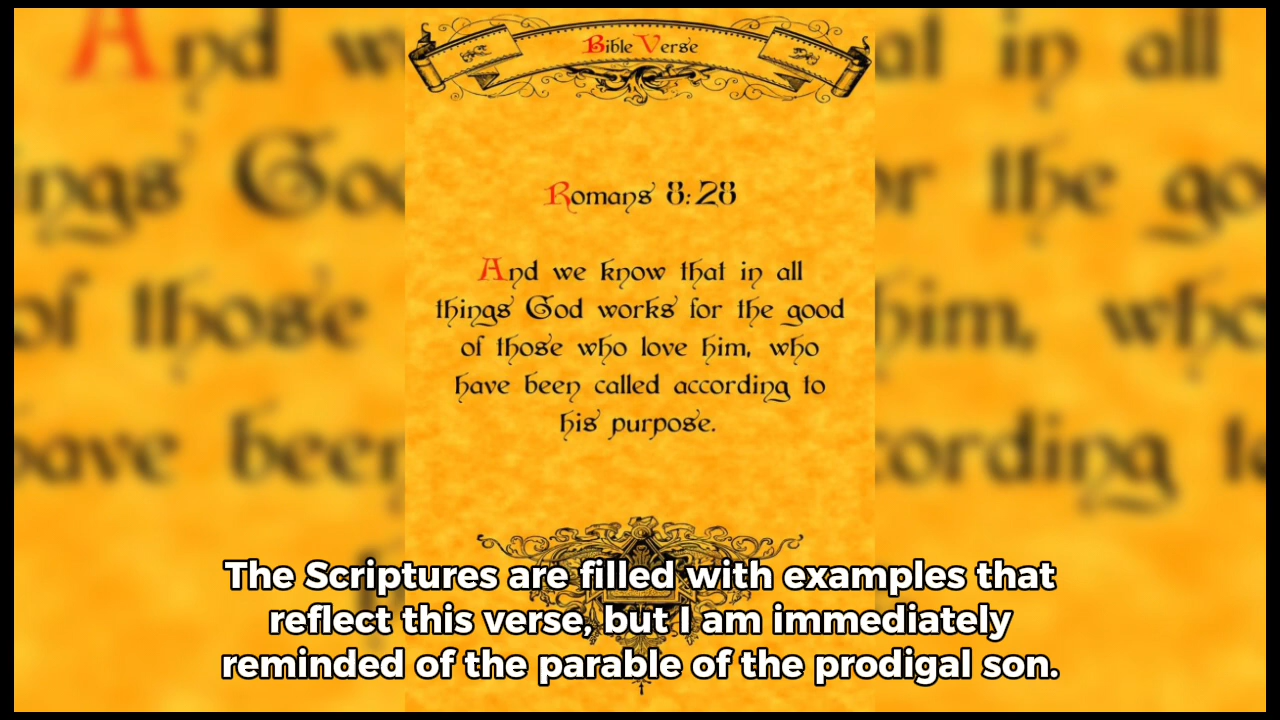 Bible Verse
Romans 8:28
And we know that in all
things God works for the good
of those who love him, who
have been called according to
his purpose.
The Scriptures are filled with examples that
reflect this verse, but I am immediately
reminded of the parable of the prodigal son.